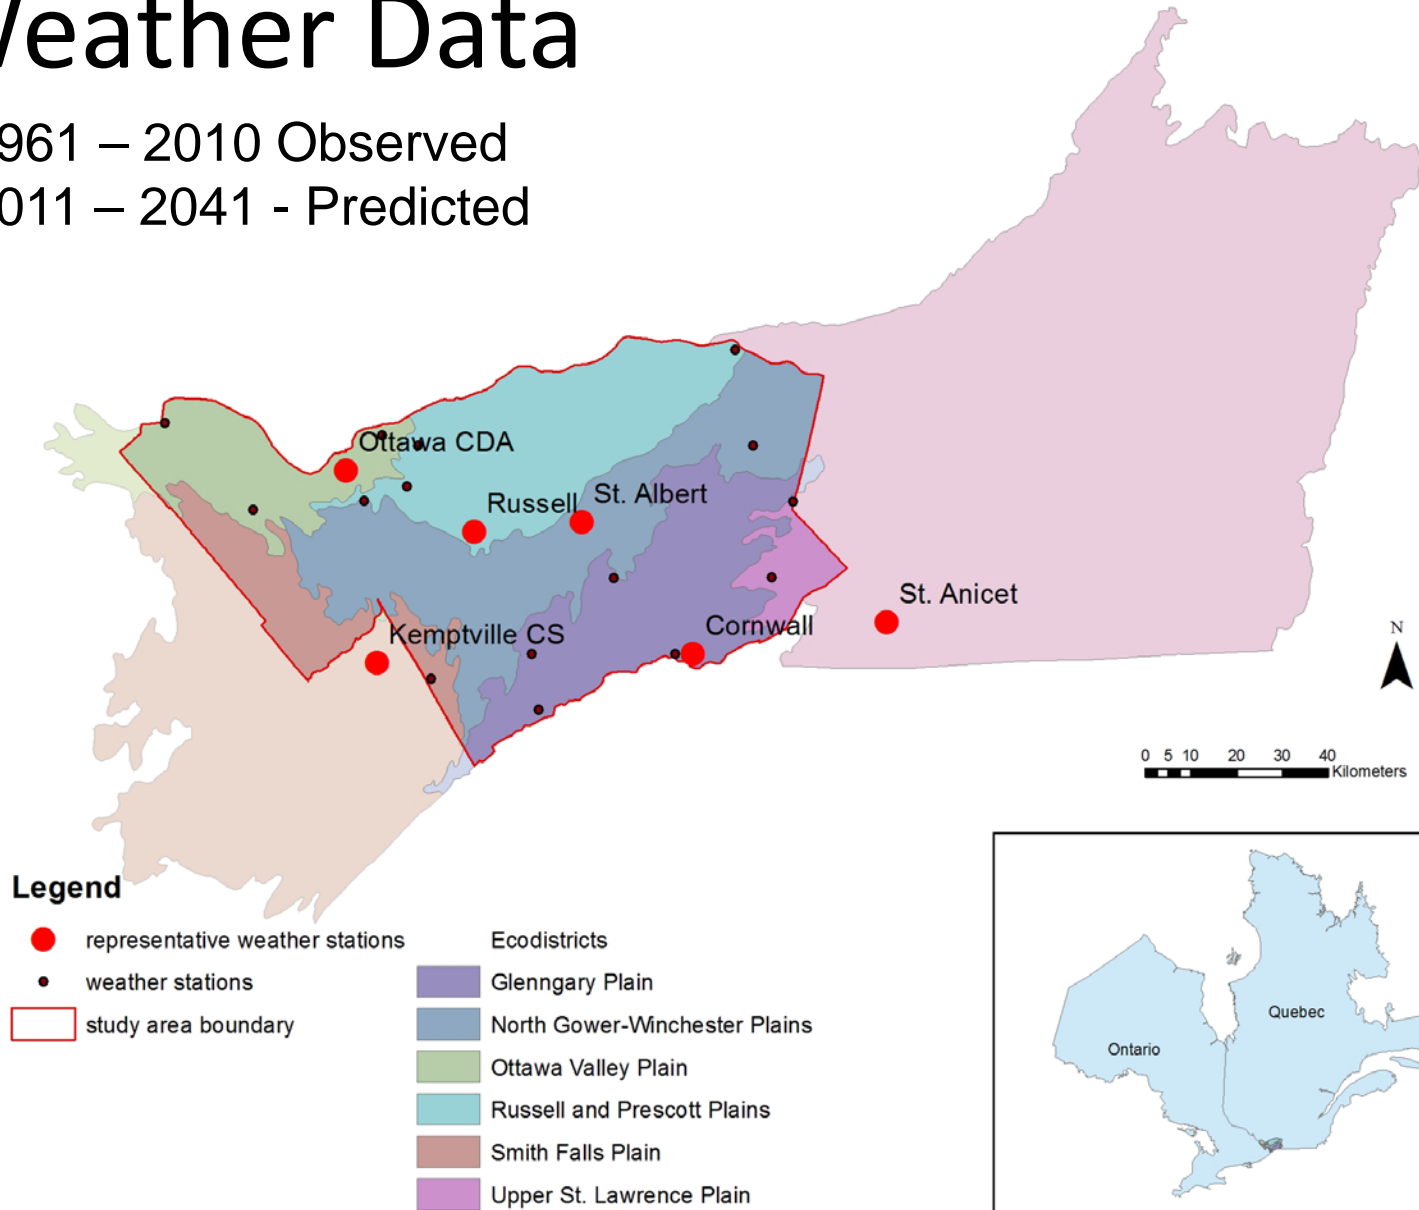 Weather Data
961 – 2010 Observed
011 – 2041 - Predicted
Ottawa CDA
Russell
St. Albert
St. Anicet
Cornwall
Kemptville CS
N
0 5 10 20 30 40
Kilometers
Legend
representative weather stations
weather stations
study area boundary
Ecodistricts
Glenngary Plain
North Gower-Winchester Plains
Ottawa Valley Plain
Russell and Prescott Plains
Smith Falls Plain
Upper St. Lawrence Plain
Quebec
Ontario